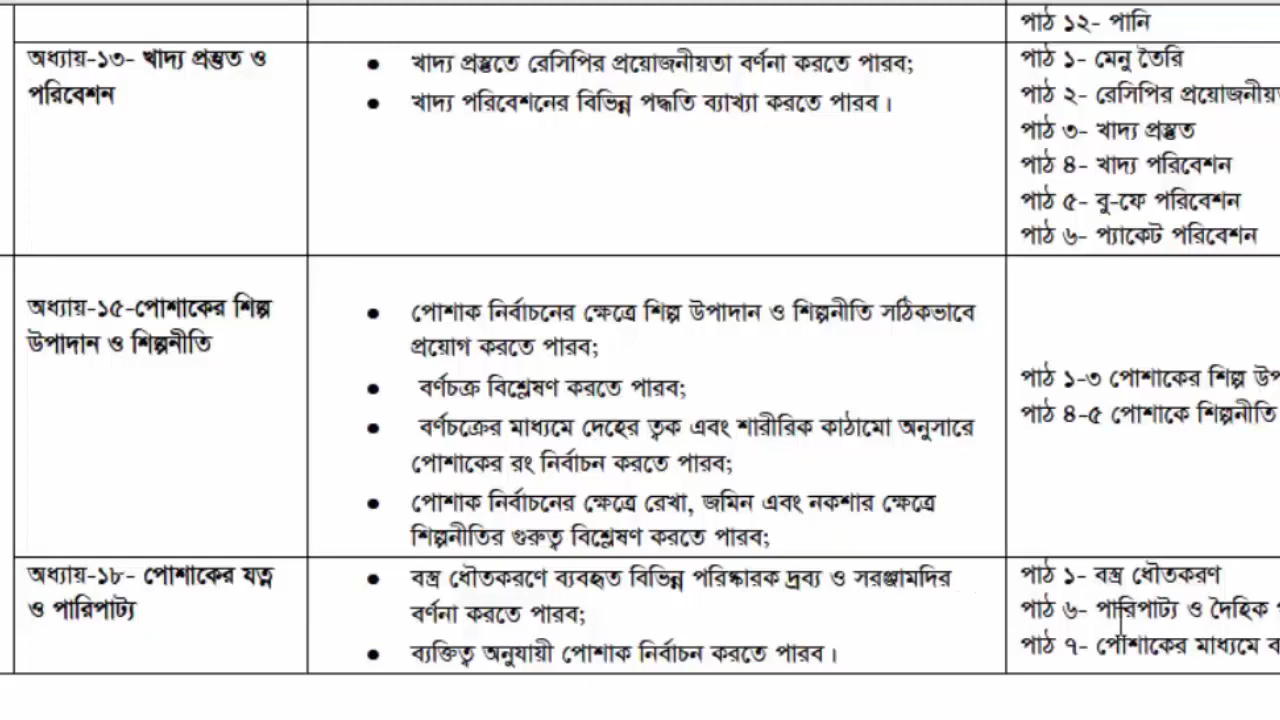 পাঠ ১২- পানি
অধ্যায়-১৩- খাদ্য প্রস্তুত ও
পরিবেশন
● খাদ্য প্রস্তুতে রেসিপির প্রয়োজনীয়তা বর্ণনা করতে পারব;
● খাদ্য পরিবেশনের বিভিন্ন পদ্ধতি ব্যাখ্যা করতে পারব।
পাঠ ১- মেনু তৈরি
পাঠ ২- রেসিপির
পাঠ ৩- খাদ্য প্রস্তুত
পাঠ ৪- খাদ্য পরিবেশন
পাঠ ৫- বু-ফে পরিবেশন
পাঠ ৬- প্যাকেট পরিবেশন
অধ্যায়-১৫-পোশাকের শিল্প
উপাদান ও শিল্পনীতি
● পোশাক নির্বাচনের ক্ষেত্রে শিল্প উপাদান ও শিল্পনীতি সঠিকভাবে
প্রয়োগ করতে পারব;
● বর্ণচক্র বিশ্লেষণ করতে পারব;
● বর্ণচক্রের মাধ্যমে দেহের ত্বক এবং শারীরিক কাঠামো অনুসারে
পোশাকের রং নির্বাচন করতে পারব;
● পোশাক নির্বাচনের ক্ষেত্রে রেখা, জমিন এবং নকশার ক্ষেত্রে
শিল্পনীতির গুরুত্ব বিশ্লেষণ করতে পারব;
পাঠ ১-৩ পোশাকের শিল্প
পাঠ ৪-৫ পোশাকে শিল্পনীতি
অধ্যায়-১৮- পোশাকের যত্ন
ও পারিপাট্য
● বস্ত্র ধৌতকরণে ব্যবহৃত বিভিন্ন পরিষ্কারক দ্রব্য ও সরঞ্জামদির
বর্ণনা করতে পারব;
● ব্যক্তিত্ব অনুযায়ী পোশাক নির্বাচন করতে পারব।
পাঠ ১- বস্ত্র ধৌতকরণ
পাঠ ৬- পারিপাট্য ও দৈহিক
পাঠ ৭- পোশাকের মাধ্যমে